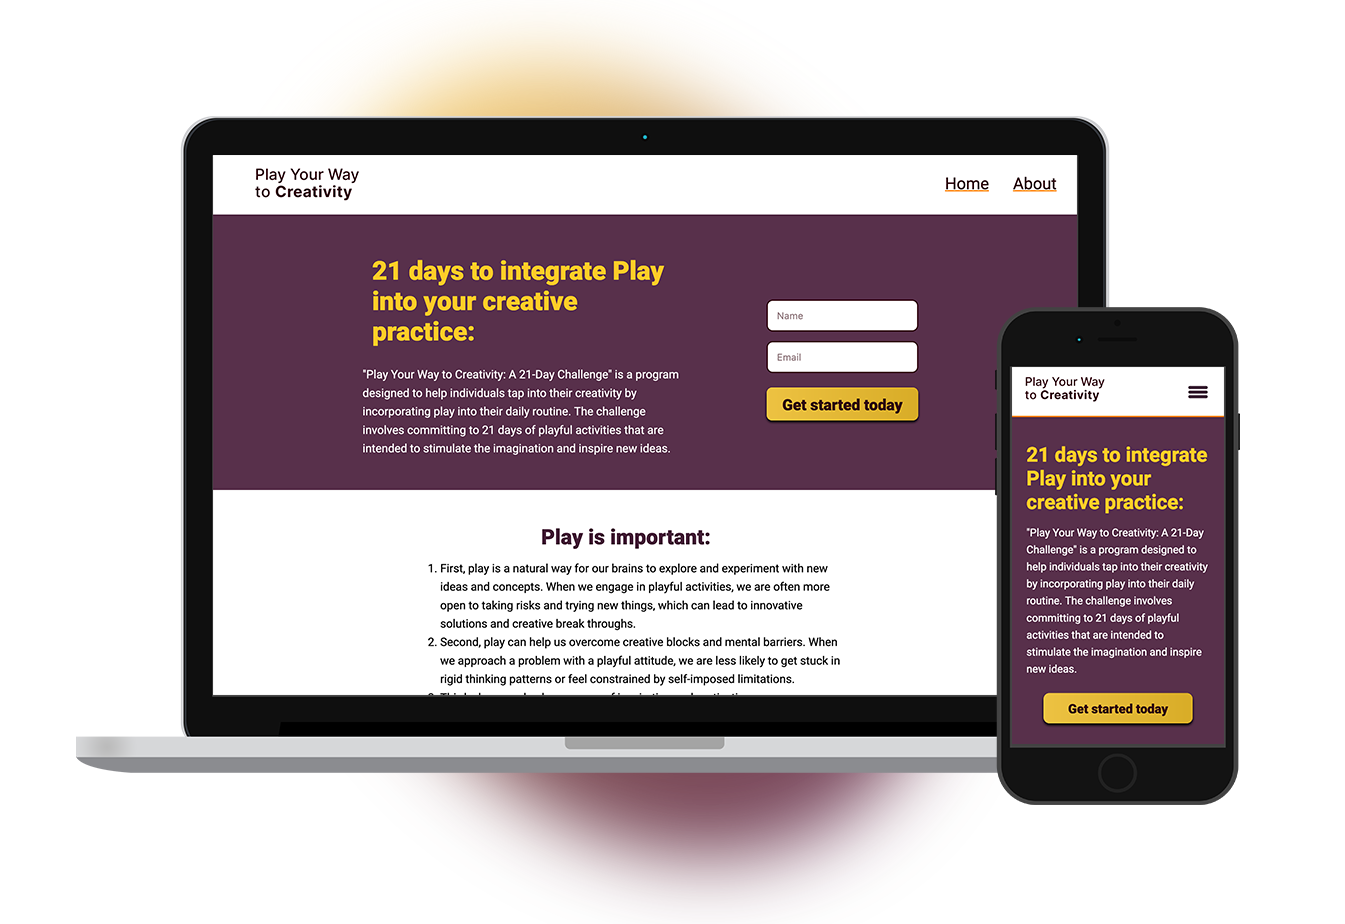 Play Your Way
to Creativity
Home
About
21 days to integrate Play
into your creative
practice:
"Play Your Way to Creativity: A 21-Day Challenge" is a program
designed to help individuals tap into their creativity by
incorporating play into their daily routine. The challenge
involves committing to 21 days of playful activities that are
intended to stimulate the imagination and inspire new ideas.
Name
Email
Get started today
Play is important:
1. First, play is a natural way for our brains to explore and experiment with new
ideas and concepts. When we engage in playful activities, we are often more
open to taking risks and trying new things, which can lead to innovative
solutions and creative break throughs.
2. Second, play can help us overcome creative blocks and mental barriers. When
we approach a problem with a playful attitude, we are less likely to get stuck in
rigid thinking patterns or feel constrained by self-imposed limitations.
Play Your Way
to Creativity
21 days to integrate
Play into your
creative practice:
"Play Your Way to Creativity: A 21-Day
Challenge" is a program designed to
help individuals tap into their creativity
by incorporating play into their daily
routine. The challenge involves
committing to 21 days of playful
activities that are intended to
stimulate the imagination and inspire
new ideas.
Get started today